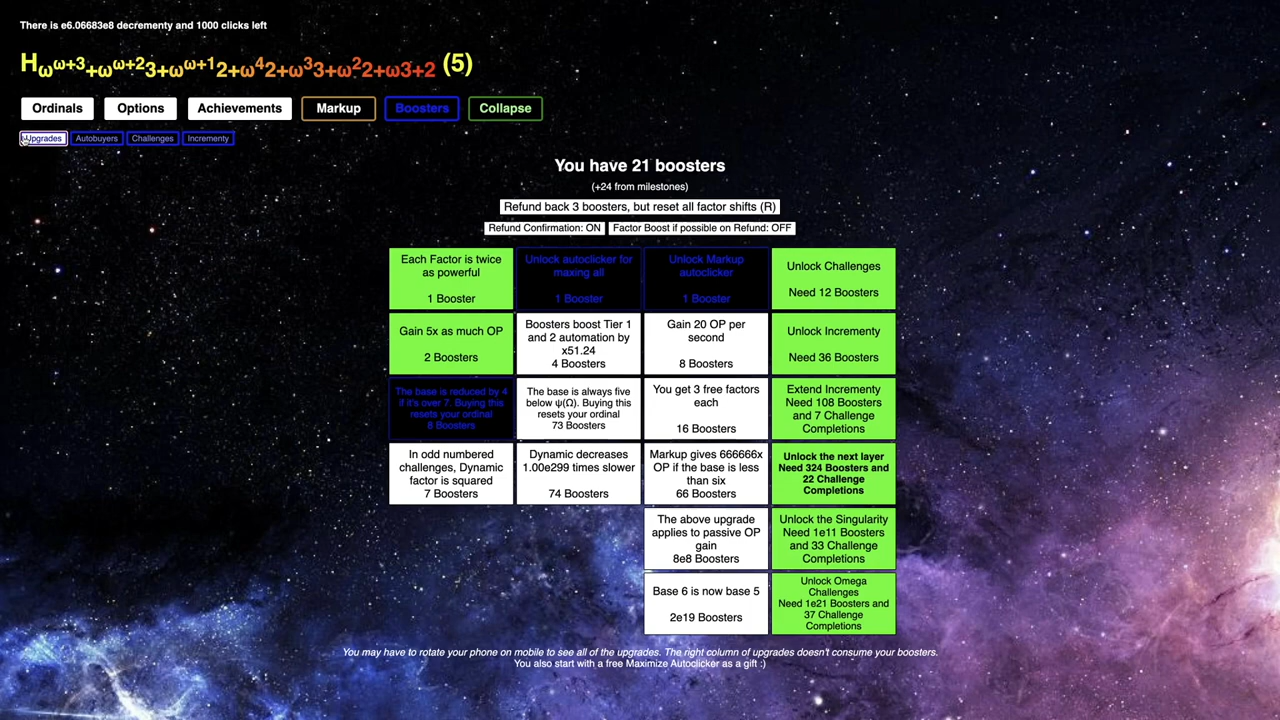 There is e6.06683e8 decrementy and 1000 clicks left
Hωω+3+ωω+23+ωω+12+ω42+ω33+ω22+ω3+2 (5)
Ordinals Options Achievements Markup Boosters Collapse
Upgrades Autobuyers Challenges Incrementy
You have 21 boosters
(+24 from milestones)
Refund back 3 boosters, but reset all factor shifts (R)
Refund Confirmation: ON Factor Boost if possible on Refund: OFF
Each Factor is twice
as powerful
1 Booster
Unlock autoclicker for
maxing all
1 Booster
Unlock Markup
autoclicker
1 Booster
Unlock Challenges
Need 12 Boosters
Gain 5x as much OP
2 Boosters
Boosters boost Tier 1
and 2 automation by
x51.24
4 Boosters
Gain 20 OP per
second
8 Boosters
Unlock Incrementy
Need 36 Boosters
The base is reduced by 4
if it's over 7. Buying this
resets your ordinal
8 Boosters
The base is always five
below ψ(Ω). Buying this
resets your ordinal
73 Boosters
You get 3 free factors
each
16 Boosters
Extend Incrementy
Need 108 Boosters
and 7 Challenge
Completions
In odd numbered
challenges, Dynamic
factor is squared
7 Boosters
Dynamic decreases
1.00e299 times slower
74 Boosters
Markup gives 666666x
OP if the base is less
than six
66 Boosters
Unlock the next layer
Need 324 Boosters and
22 Challenge
Completions
The above upgrade
applies to passive OP
gain
8e8 Boosters
Unlock the Singularity
Need 1e11 Boosters
and 33 Challenge
Completions
Base 6 is now base 5
2e19 Boosters
Unlock Omega
Challenges
Need 1e21 Boosters and
37 Challenge
Completions
You may have to rotate your phone on mobile to see all of the upgrades. The right column of upgrades doesn't consume your boosters.
You also start with a free Maximize Autoclicker as a gift :)